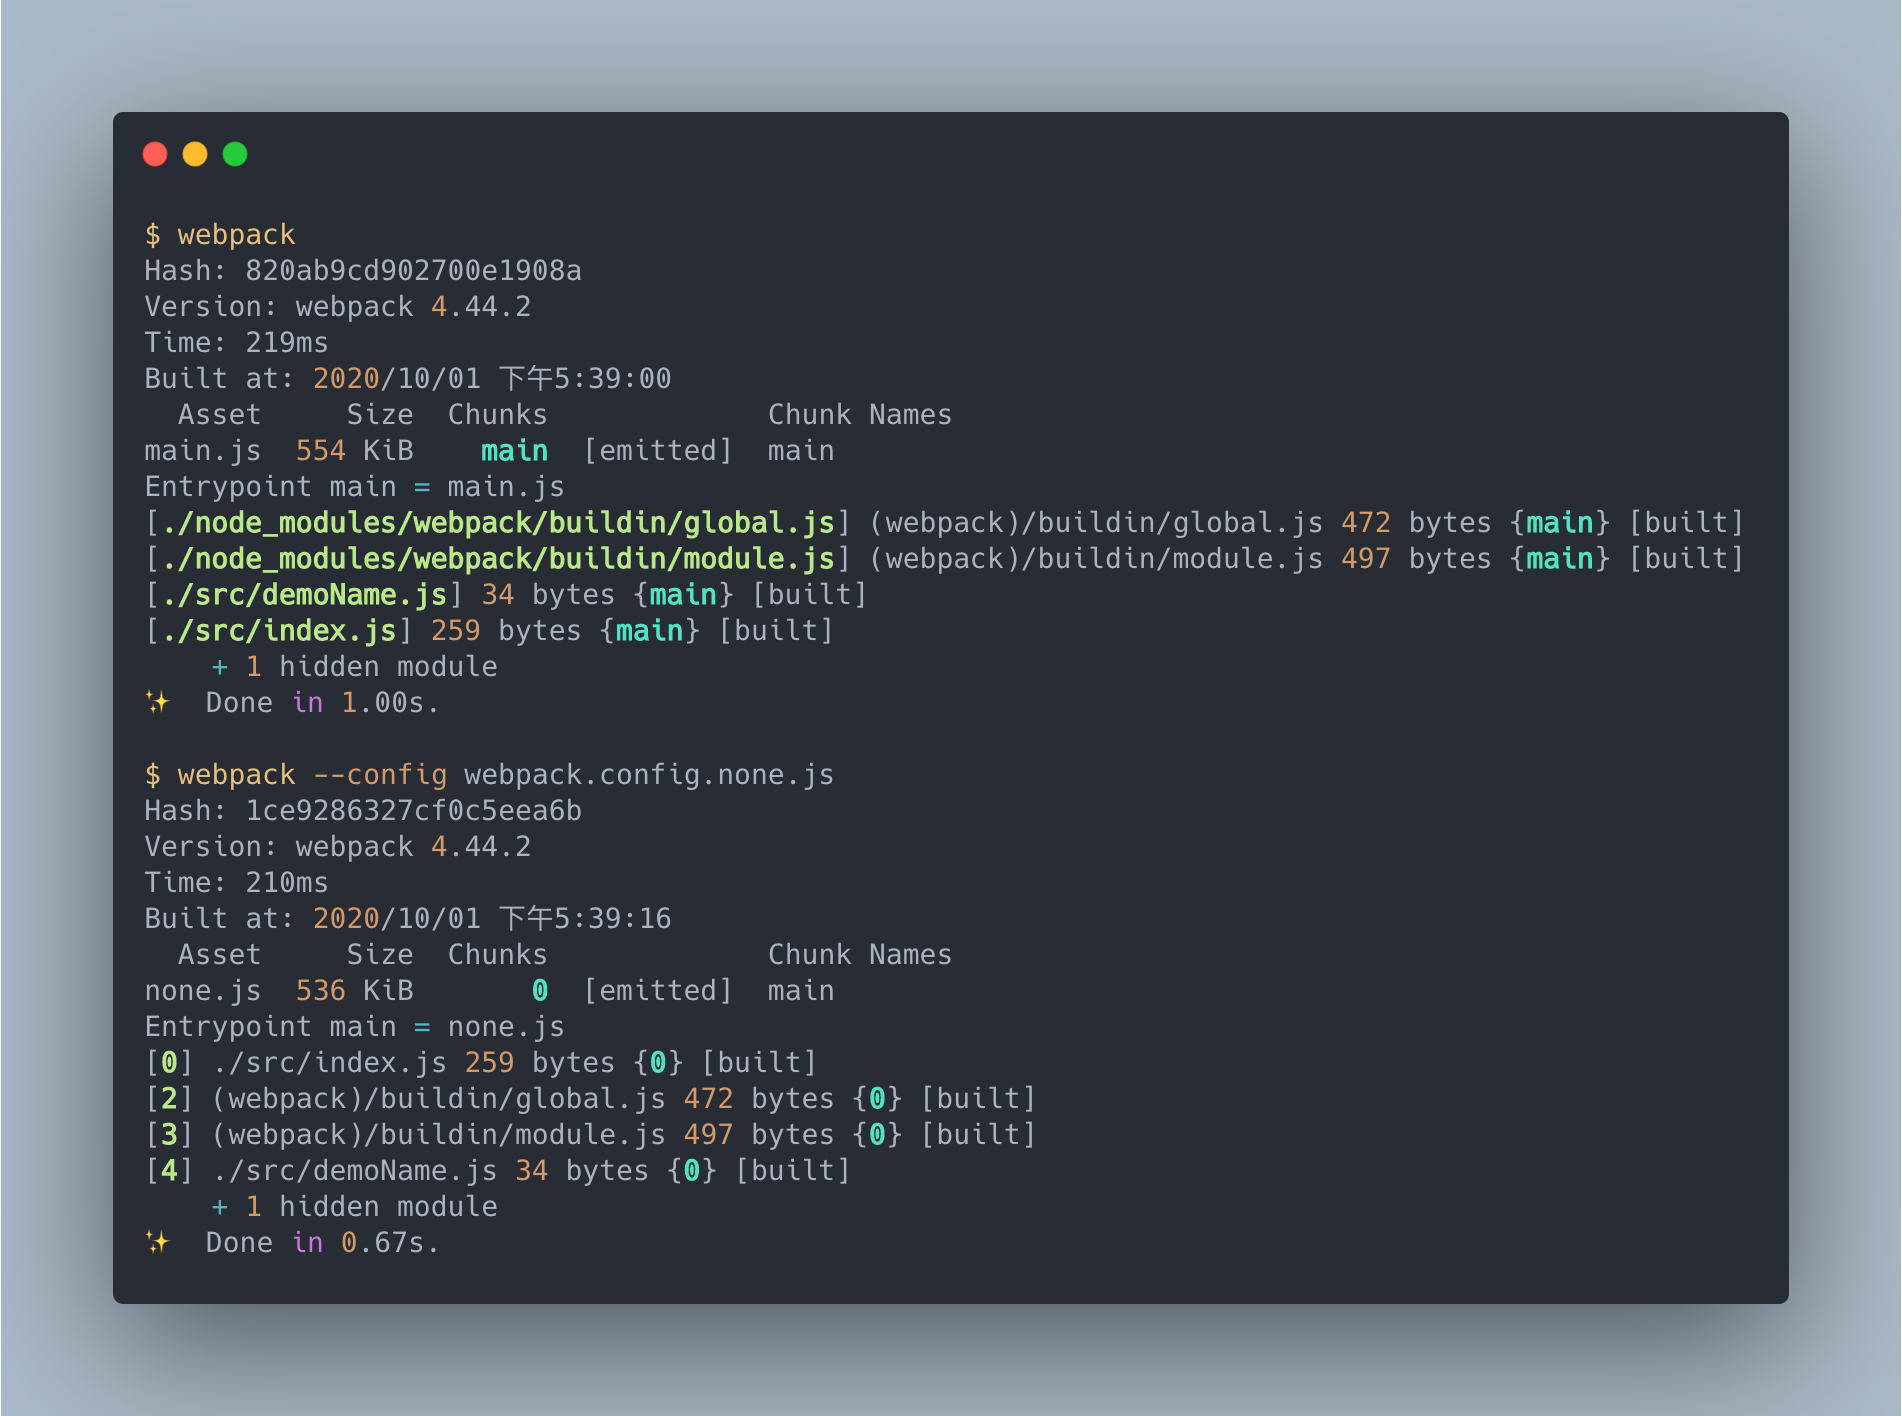 $ webpack
Hash: 820ab9cd902700e1908a
Version: webpack 4.44.2
Time: 219ms
Built at: 2020/10/01 下午5:39:00
  Asset     Size  Chunks             Chunk Names
main.js  554 KiB    main  [emitted]  main
Entrypoint main = main.js
[./node_modules/webpack/buildin/global.js] (webpack)/buildin/global.js 472 bytes {main} [built]
[./node_modules/webpack/buildin/module.js] (webpack)/buildin/module.js 497 bytes {main} [built]
[./src/demoName.js] 34 bytes {main} [built]
[./src/index.js] 259 bytes {main} [built]
    + 1 hidden module
✨  Done in 1.00s.
$ webpack --config webpack.config.none.js
Hash: 1ce9286327cf0c5eea6b
Version: webpack 4.44.2
Time: 210ms
Built at: 2020/10/01 下午5:39:16
  Asset     Size  Chunks             Chunk Names
none.js  536 KiB       0  [emitted]  main
Entrypoint main = none.js
[0] ./src/index.js 259 bytes {0} [built]
[2] (webpack)/buildin/global.js 472 bytes {0} [built]
[3] (webpack)/buildin/module.js 497 bytes {0} [built]
[4] ./src/demoName.js 34 bytes {0} [built]
    + 1 hidden module
✨  Done in 0.67s.